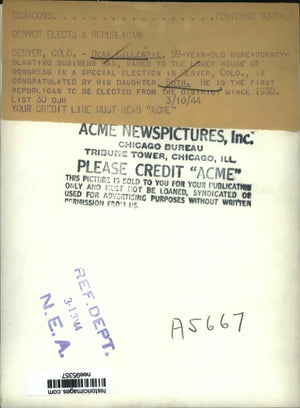 CC240093. (CHICAGO BUREAU)
DENVER ELECTS A REPUBLICAN
DENVER, COLO. - DEAN GILLESPIE, 59-YEAR-OLD BUREAUCRACY-
BLASTING BUSINESS MAN, NAMED TO THE LOWER HOUSE OF
CONGRESS IN A SPECIAL ELECTION IN DENVER, COLO., IS
CONGRATULATED BY HIS DAUGHTER, RUTH. HE IS THE FIRST
REPUBLICAN TO BE ELECTED FROM THE DISTRICT SINCE 1930.
LIST 30 DJH 3/10/44
YOUR CREDIT LINE MUST READ "ACME"
ACME NEWSPICTURES, Inc.
CHICAGO BUREAU
TRIBUNE TOWER, CHICAGO, ILL.
PLEASE CREDIT "ACME"
THIS PICTURE IS SOLD TO YOU FOR YOUR PUBLICATION
ONLY AND MUST NOT BE LOANED, SYNDICATED OR
USED FOR ADVERTISING PURPOSES WITHOUT WRITTEN
PERMISSION FROM US.
REF. DEPT.
3-13-44
N.E.A.
A5667
nee95357
historicimages.com